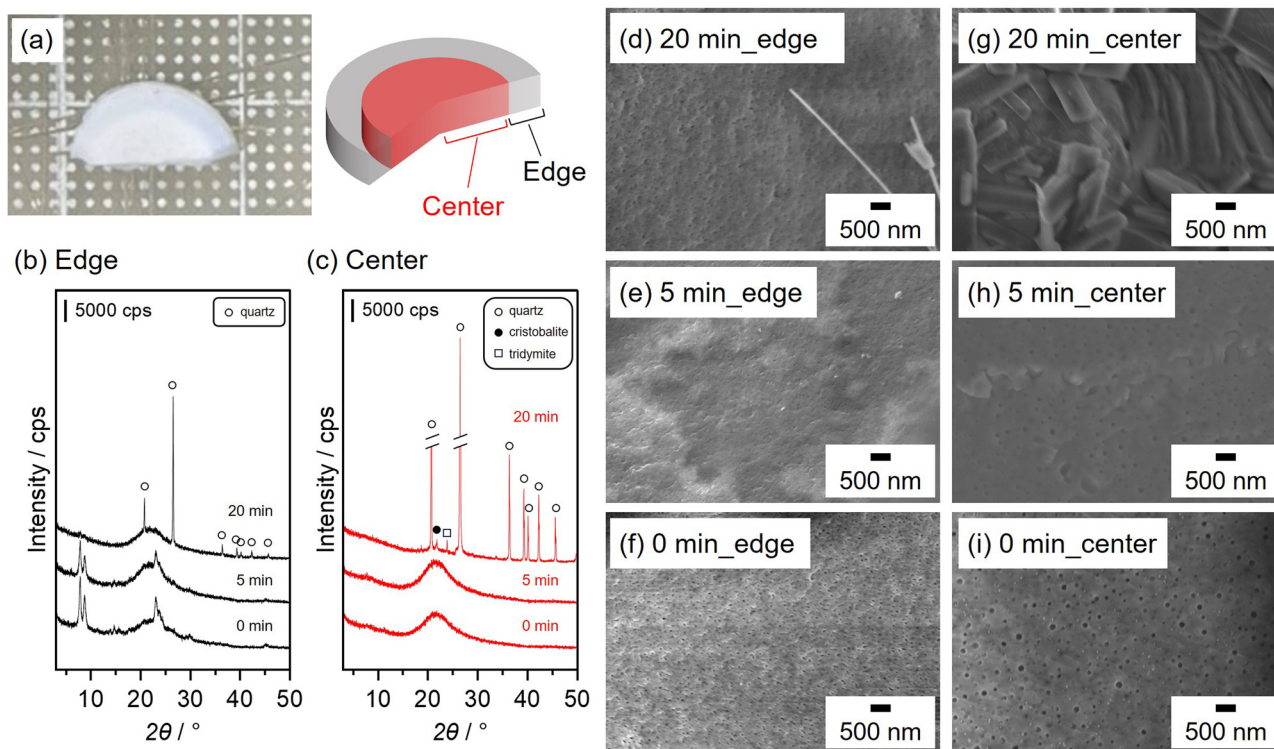 (a)
Center
Edge
(b) Edge
5000 cps
○ quartz
20 min
5 min
0 min
Intensity / cps
10 20 30 40 50
2θ / °
(c) Center
5000 cps
○ quartz
● cristobalite
□ tridymite
20 min
5 min
0 min
Intensity / cps
10 20 30 40 50
2θ / °
(d) 20 min_edge
500 nm
(g) 20 min_center
500 nm
(e) 5 min_edge
500 nm
(h) 5 min_center
500 nm
(f) 0 min_edge
500 nm
(i) 0 min_center
500 nm